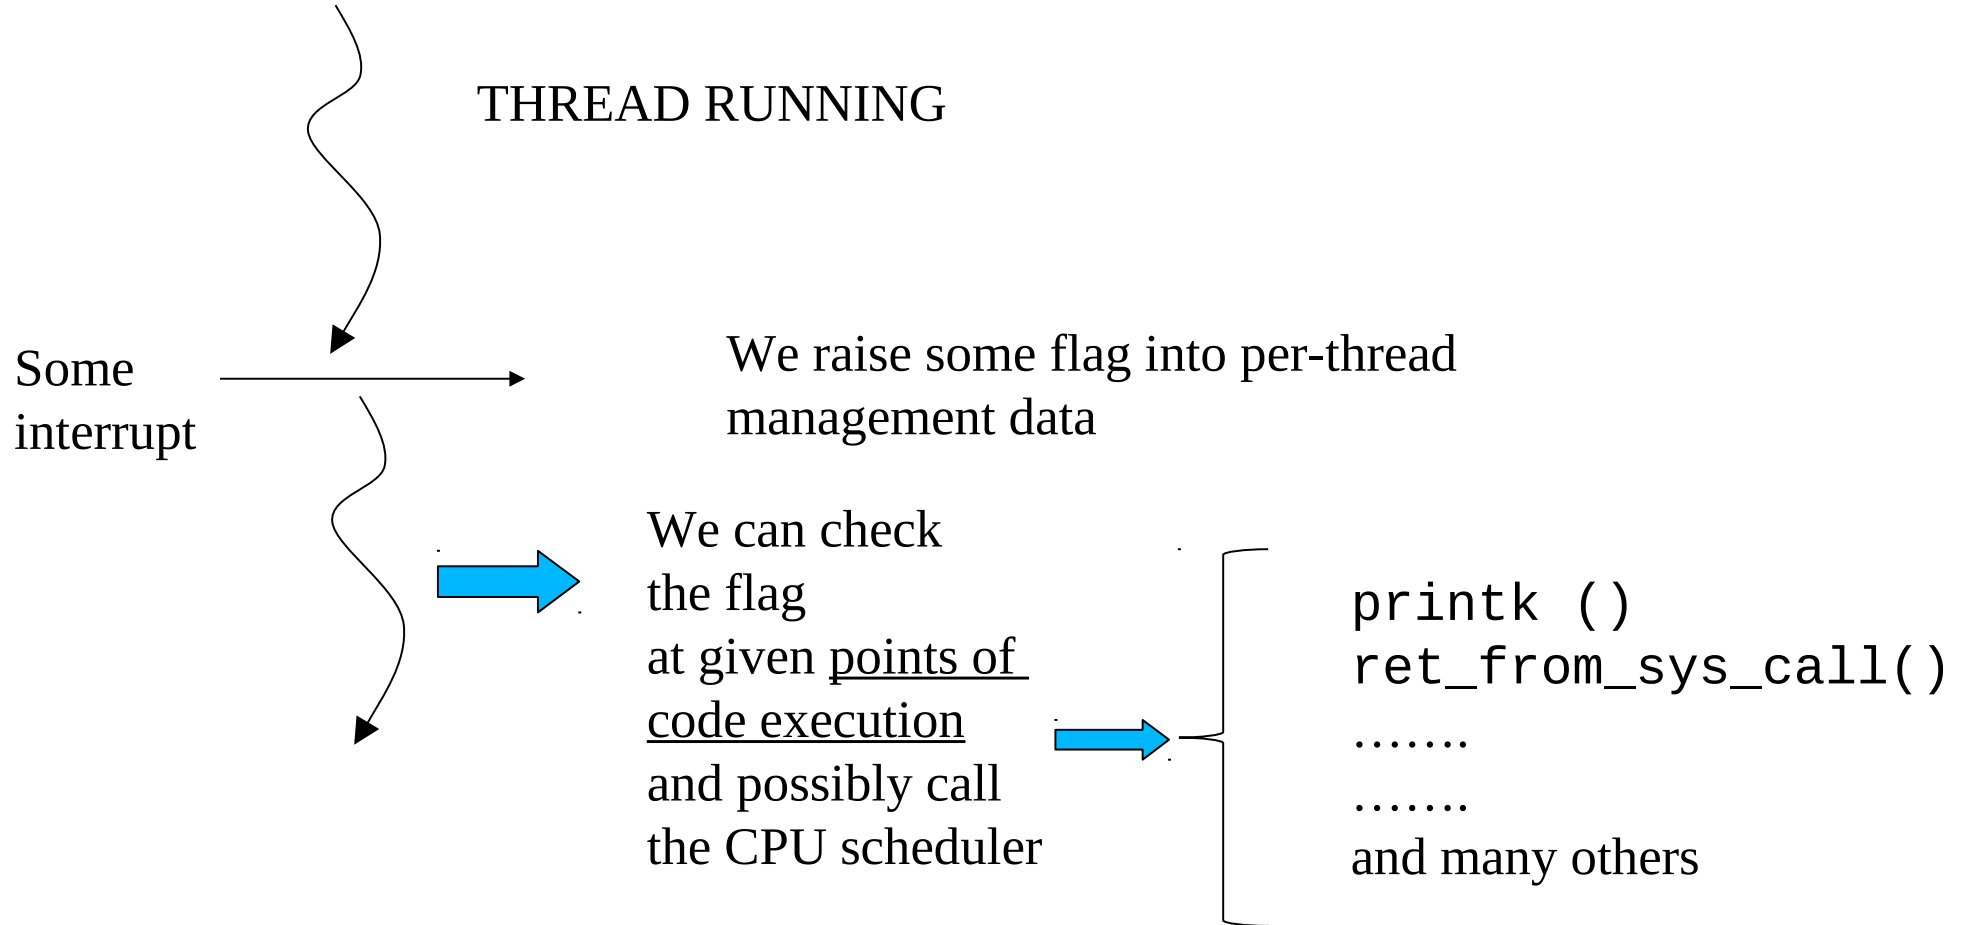 THREAD RUNNING
Some
interrupt
We raise some flag into per-thread
management data
We can check
the flag
at given points of
code execution
and possibly call
the CPU scheduler
printk ()
ret_from_sys_call()
…….
…….
and many others